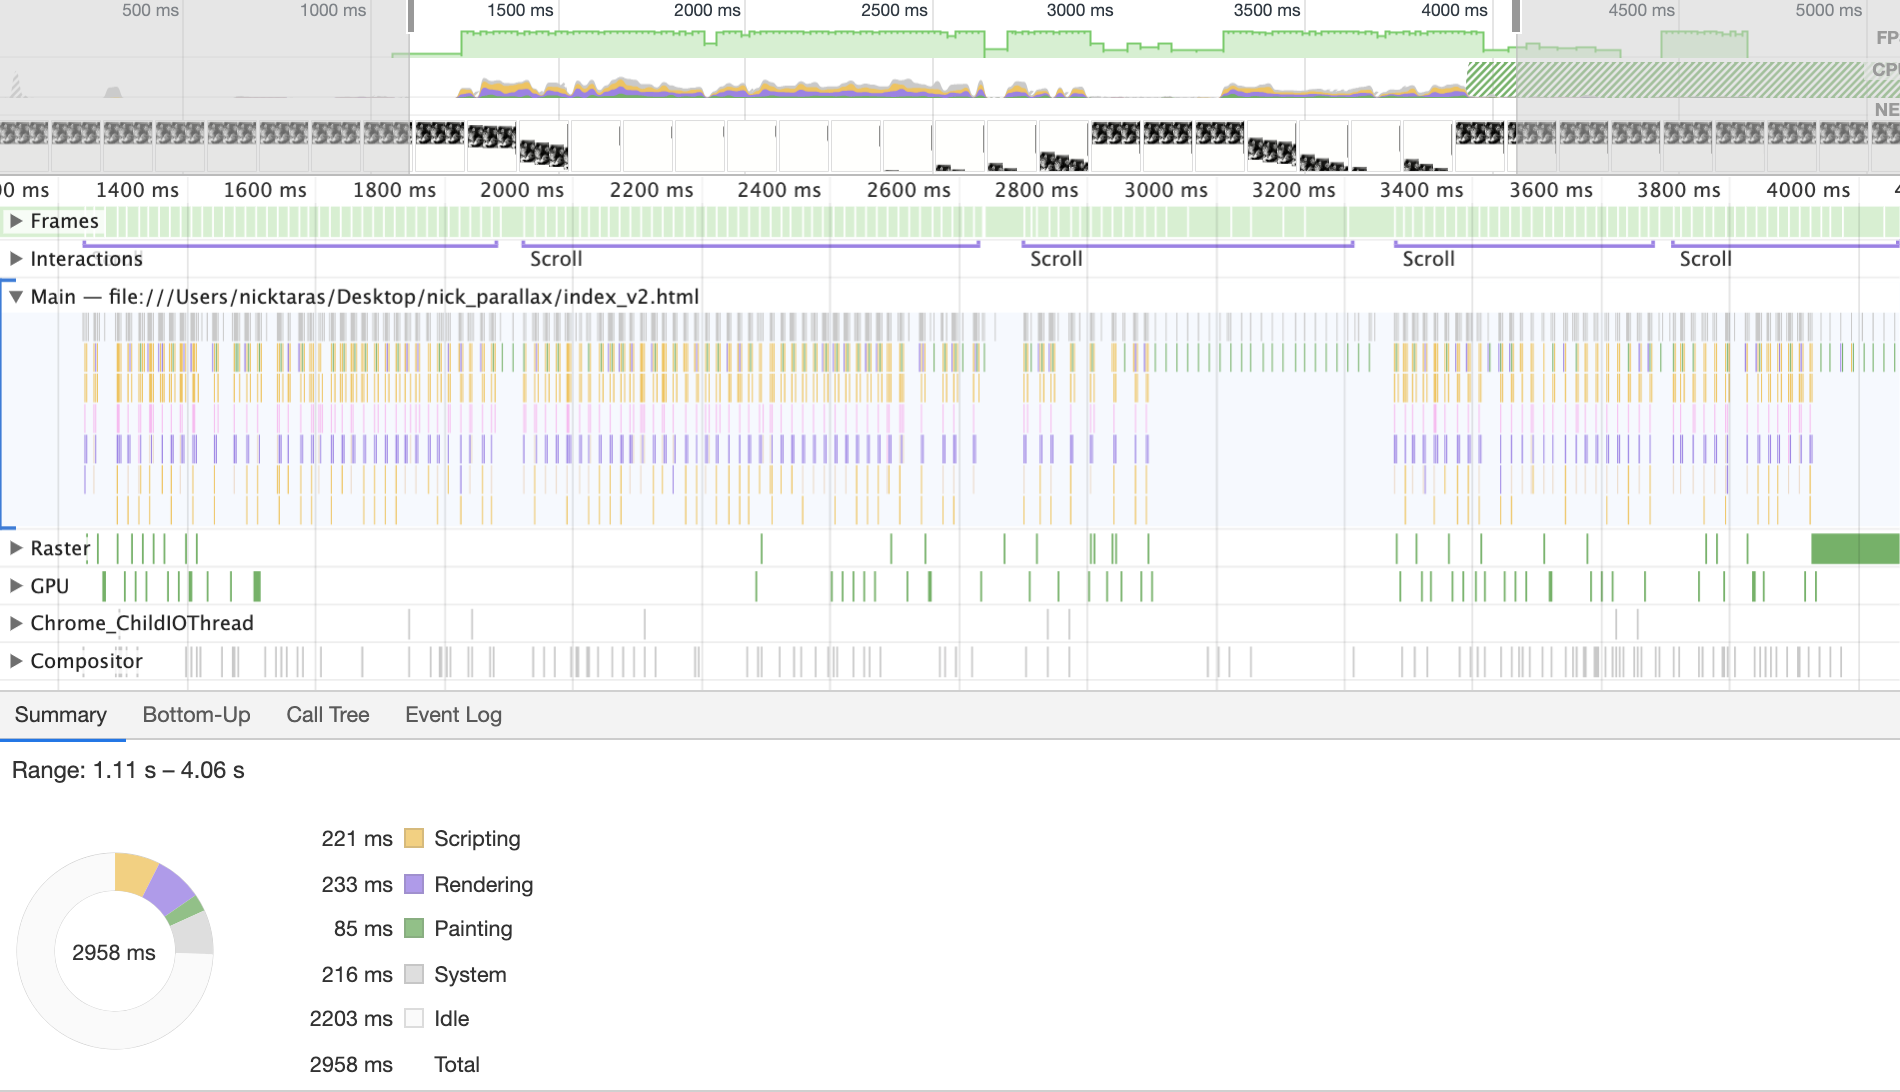 500 ms 1000 ms 1500 ms 2000 ms 2500 ms 3000 ms 3500 ms 4000 ms 4500 ms 5000 ms
FP
CPU
NE
00 ms 1400 ms 1600 ms 1800 ms 2000 ms 2200 ms 2400 ms 2600 ms 2800 ms 3000 ms 3200 ms 3400 ms 3600 ms 3800 ms 4000 ms 4
Frames
Interactions Scroll Scroll Scroll Scroll
Main — file:///Users/nicktaras/Desktop/nick_parallax/index_v2.html
Raster
GPU
Chrome_ChildIOThread
Compositor
Summary Bottom-Up Call Tree Event Log
Range: 1.11 s – 4.06 s
221 ms Scripting
233 ms Rendering
85 ms Painting
2958 ms
216 ms System
2203 ms Idle
2958 ms Total